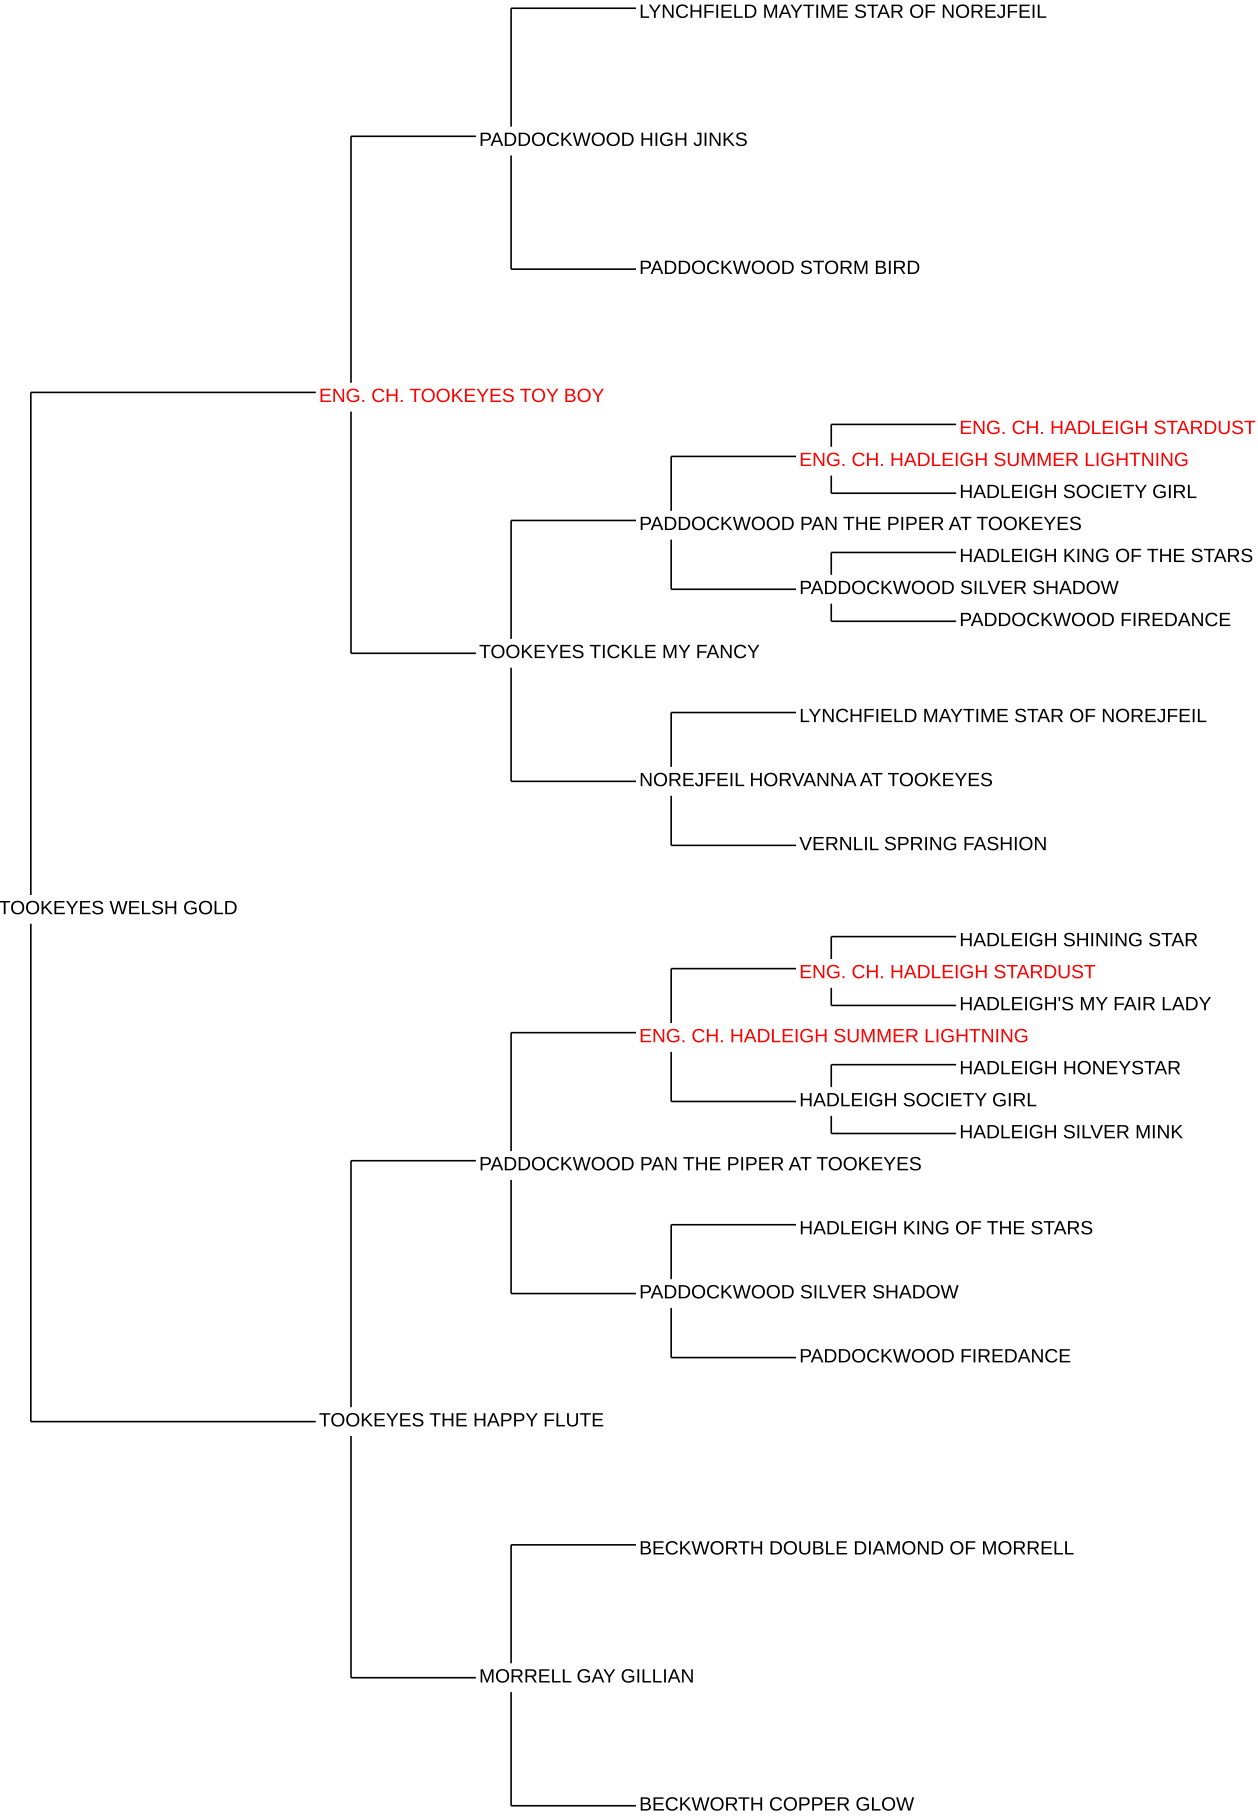 LYNCHFIELD MAYTIME STAR OF NOREJFEIL
PADDOCKWOOD HIGH JINKS
PADDOCKWOOD STORM BIRD
ENG. CH. TOOKEYES TOY BOY
ENG. CH. HADLEIGH STARDUST
ENG. CH. HADLEIGH SUMMER LIGHTNING
HADLEIGH SOCIETY GIRL
PADDOCKWOOD PAN THE PIPER AT TOOKEYES
HADLEIGH KING OF THE STARS
PADDOCKWOOD SILVER SHADOW
PADDOCKWOOD FIREDANCE
TOOKEYES TICKLE MY FANCY
LYNCHFIELD MAYTIME STAR OF NOREJFEIL
NOREJFEIL HORVANNA AT TOOKEYES
VERNLIL SPRING FASHION
TOOKEYES WELSH GOLD
HADLEIGH SHINING STAR
ENG. CH. HADLEIGH STARDUST
HADLEIGH'S MY FAIR LADY
ENG. CH. HADLEIGH SUMMER LIGHTNING
HADLEIGH HONEYSTAR
HADLEIGH SOCIETY GIRL
HADLEIGH SILVER MINK
PADDOCKWOOD PAN THE PIPER AT TOOKEYES
HADLEIGH KING OF THE STARS
PADDOCKWOOD SILVER SHADOW
PADDOCKWOOD FIREDANCE
TOOKEYES THE HAPPY FLUTE
BECKWORTH DOUBLE DIAMOND OF MORRELL
MORRELL GAY GILLIAN
BECKWORTH COPPER GLOW